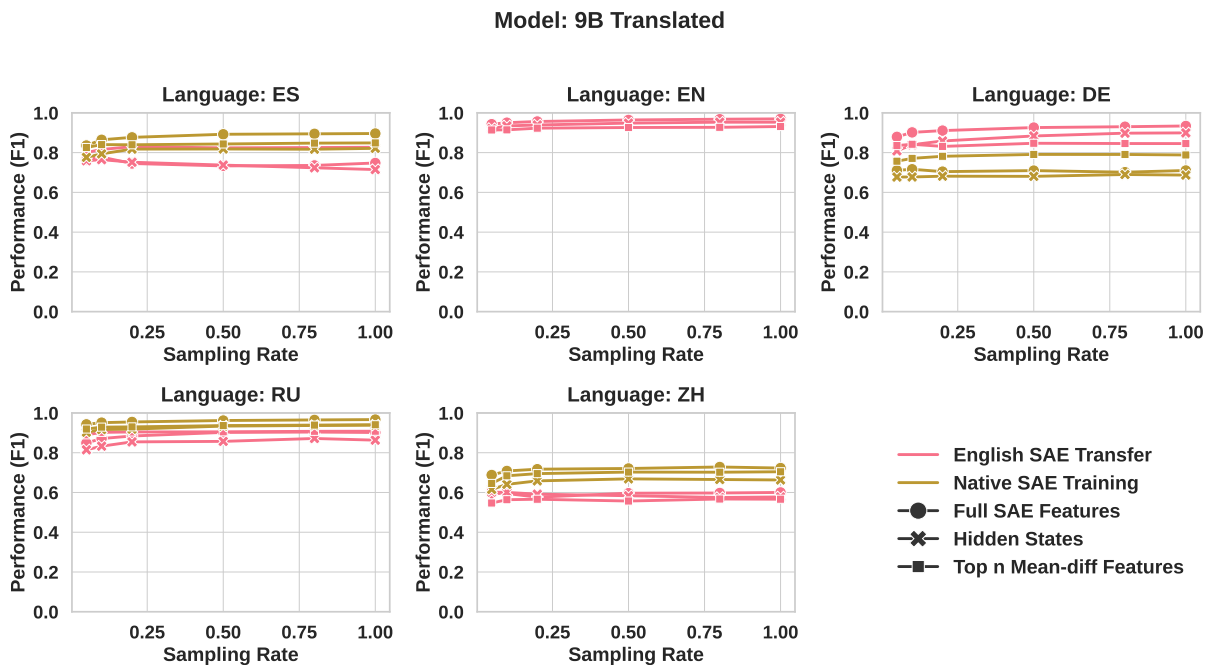 Model: 9B Translated
Language: ES
Language: EN
Language: DE
Performance (F1)
1.0
0.8
0.6
0.4
0.2
0.0
0.25 0.50 0.75 1.00
Sampling Rate
Performance (F1)
1.0
0.8
0.6
0.4
0.2
0.0
0.25 0.50 0.75 1.00
Sampling Rate
Performance (F1)
1.0
0.8
0.6
0.4
0.2
0.0
0.25 0.50 0.75 1.00
Sampling Rate
Language: RU
Language: ZH
Performance (F1)
1.0
0.8
0.6
0.4
0.2
0.0
0.25 0.50 0.75 1.00
Sampling Rate
Performance (F1)
1.0
0.8
0.6
0.4
0.2
0.0
0.25 0.50 0.75 1.00
Sampling Rate
English SAE Transfer
Native SAE Training
Full SAE Features
Hidden States
Top n Mean-diff Features